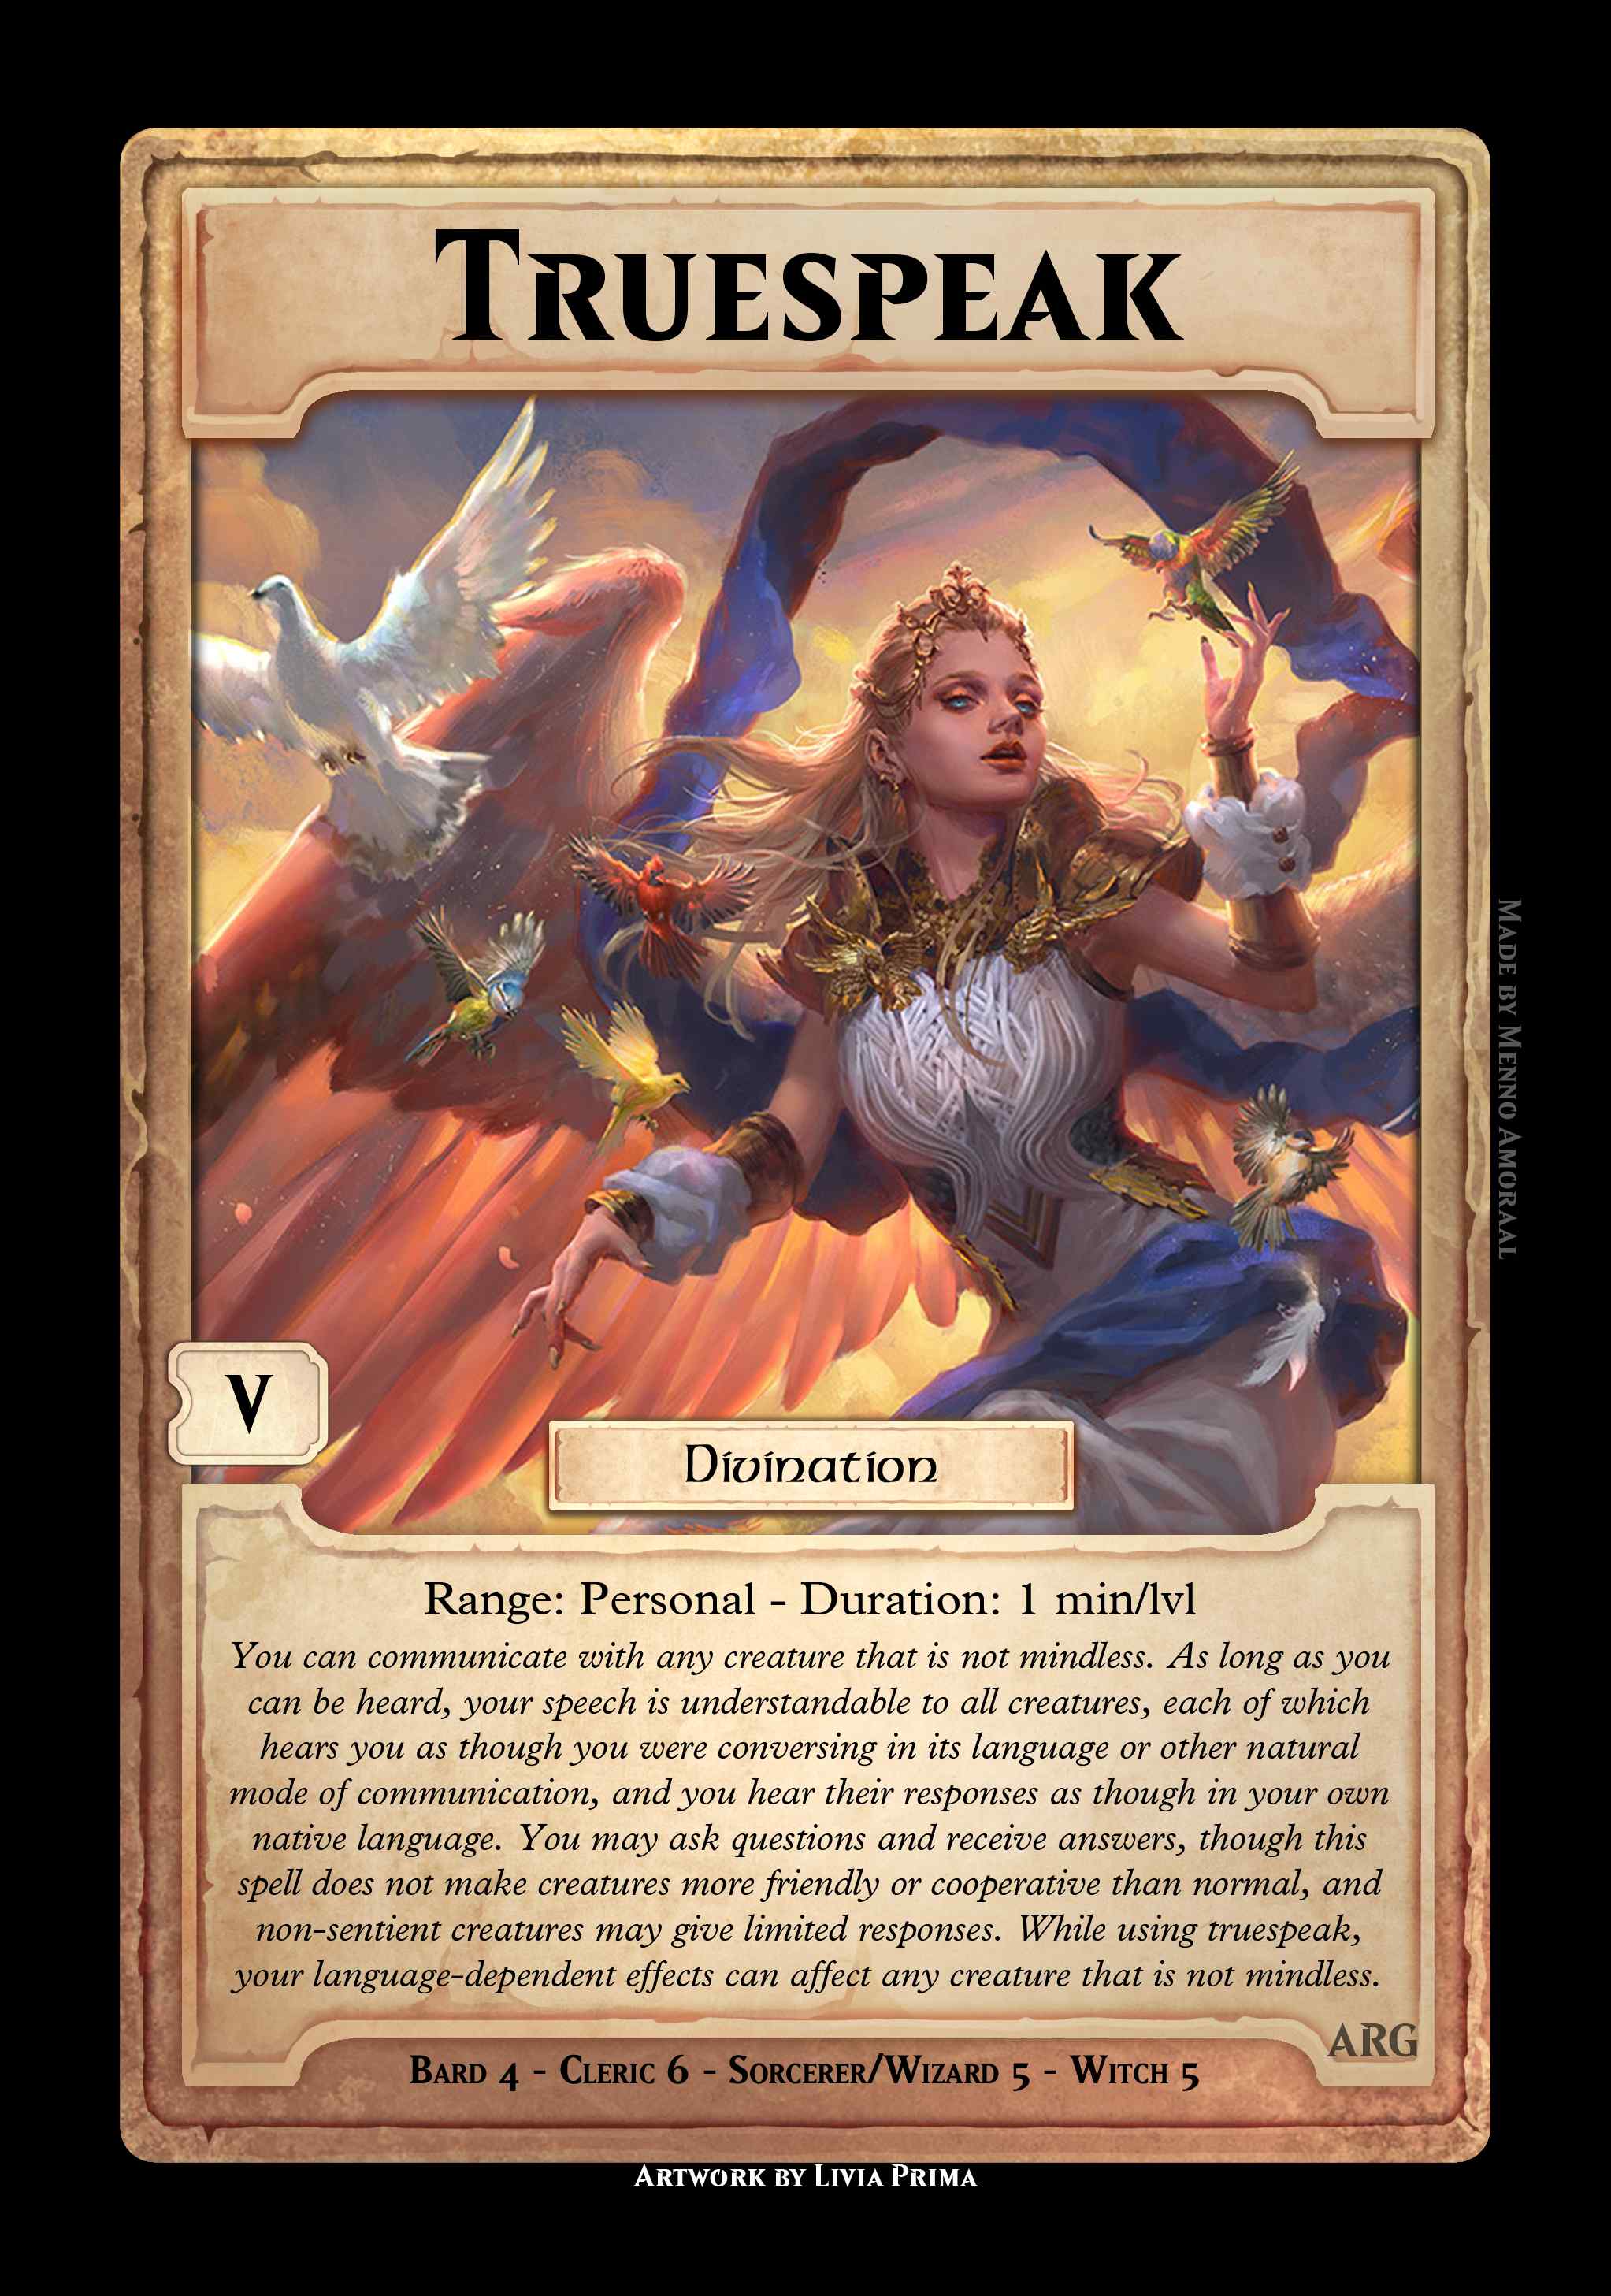 Truespeak
V
Divination
Range: Personal - Duration: 1 min/lvl
You can communicate with any creature that is not mindless. As long as you
can be heard, your speech is understandable to all creatures, each of which
hears you as though you were conversing in its language or other natural
mode of communication, and you hear their responses as though in your own
native language. You may ask questions and receive answers, though this
spell does not make creatures more friendly or cooperative than normal, and
non-sentient creatures may give limited responses. While using truespeak,
your language-dependent effects can affect any creature that is not mindless.
ARG
Bard 4 - Cleric 6 - Sorcerer/Wizard 5 - Witch 5
Artwork by Livia Prima
Made by Menno Amoraal